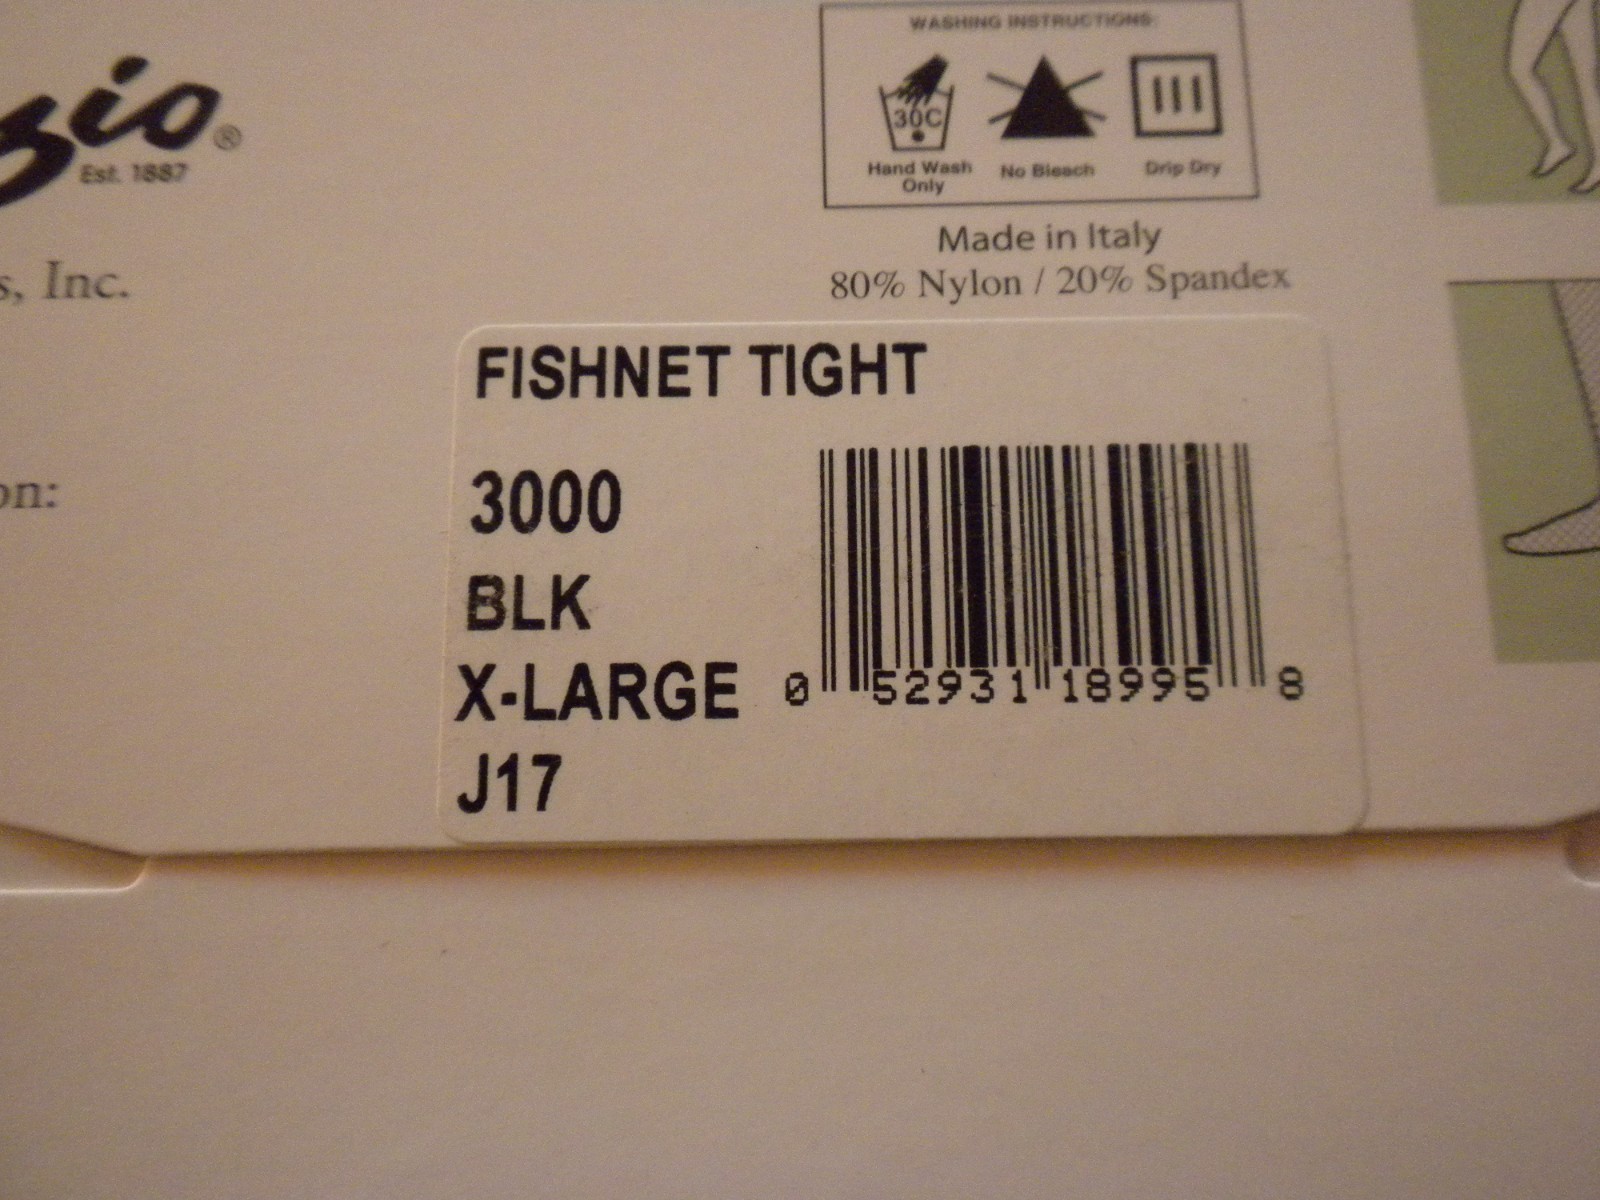 zio®
Est. 1887
s, Inc.
on:
WASHING INSTRUCTIONS:
30C
Hand Wash
Only
No Bleach
Drip Dry
Made in Italy
80% Nylon / 20% Spandex
FISHNET TIGHT
3000
BLK
X-LARGE
J17
0 52931 18995 8